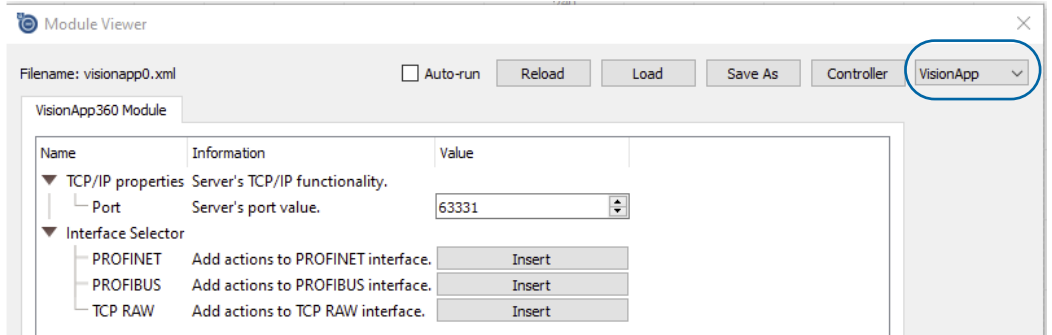 Module Viewer
Filename: visionapp0.xml Auto-run Reload Load Save As Controller VisionApp
VisionApp360 Module
Name Information Value
TCP/IP properties Server's TCP/IP functionality.
Port Server's port value. 63331
Interface Selector
PROFINET Add actions to PROFINET interface. Insert
PROFIBUS Add actions to PROFIBUS interface. Insert
TCP RAW Add actions to TCP RAW interface. Insert